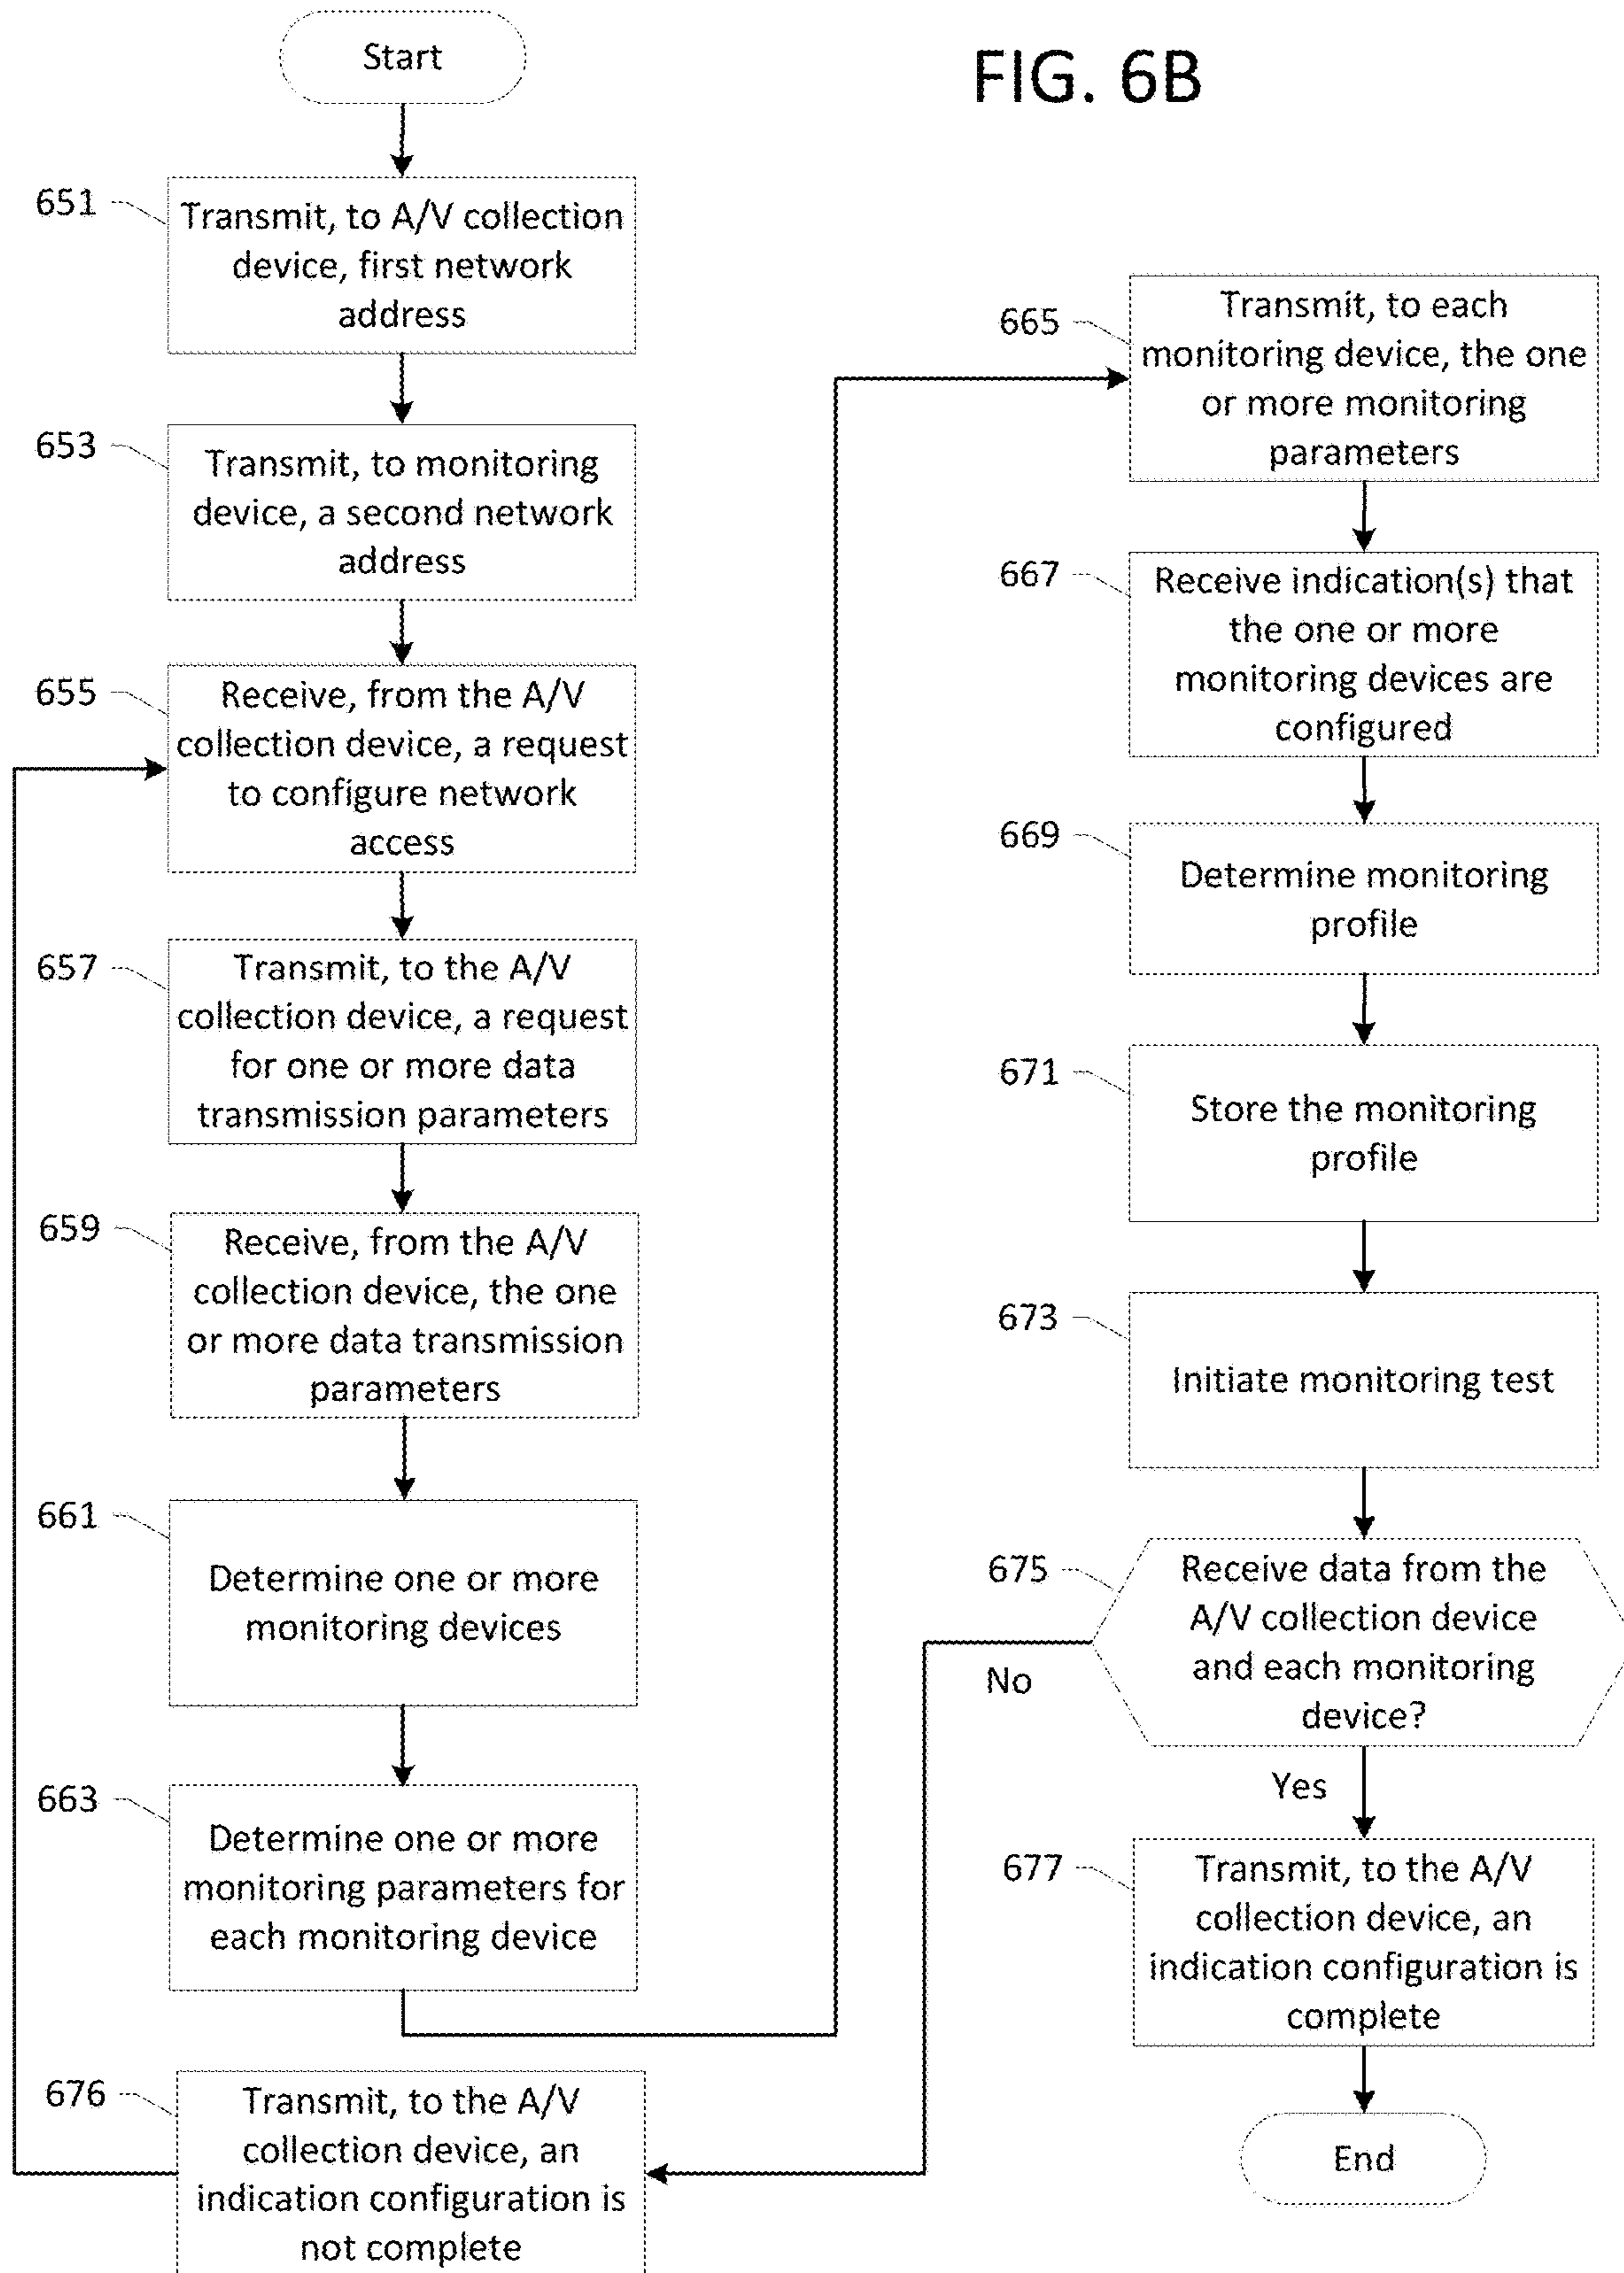 FIG. 6B
Start
651
Transmit, to A/V collection
device, first network
address
653
Transmit, to monitoring
device, a second network
address
655
Receive, from the A/V
collection device, a request
to configure network
access
657
Transmit, to the A/V
collection device, a request
for one or more data
transmission parameters
659
Receive, from the A/V
collection device, the one
or more data transmission
parameters
661
Determine one or more
monitoring devices
663
Determine one or more
monitoring parameters for
each monitoring device
665
Transmit, to each
monitoring device, the one
or more monitoring
parameters
667
Receive indication(s) that
the one or more
monitoring devices are
configured
669
Determine monitoring
profile
671
Store the monitoring
profile
673
Initiate monitoring test
675
Receive data from the
A/V collection device
and each monitoring
device?
No
Yes
676
Transmit, to the A/V
collection device, an
indication configuration is
not complete
677
Transmit, to the A/V
collection device, an
indication configuration is
complete
End